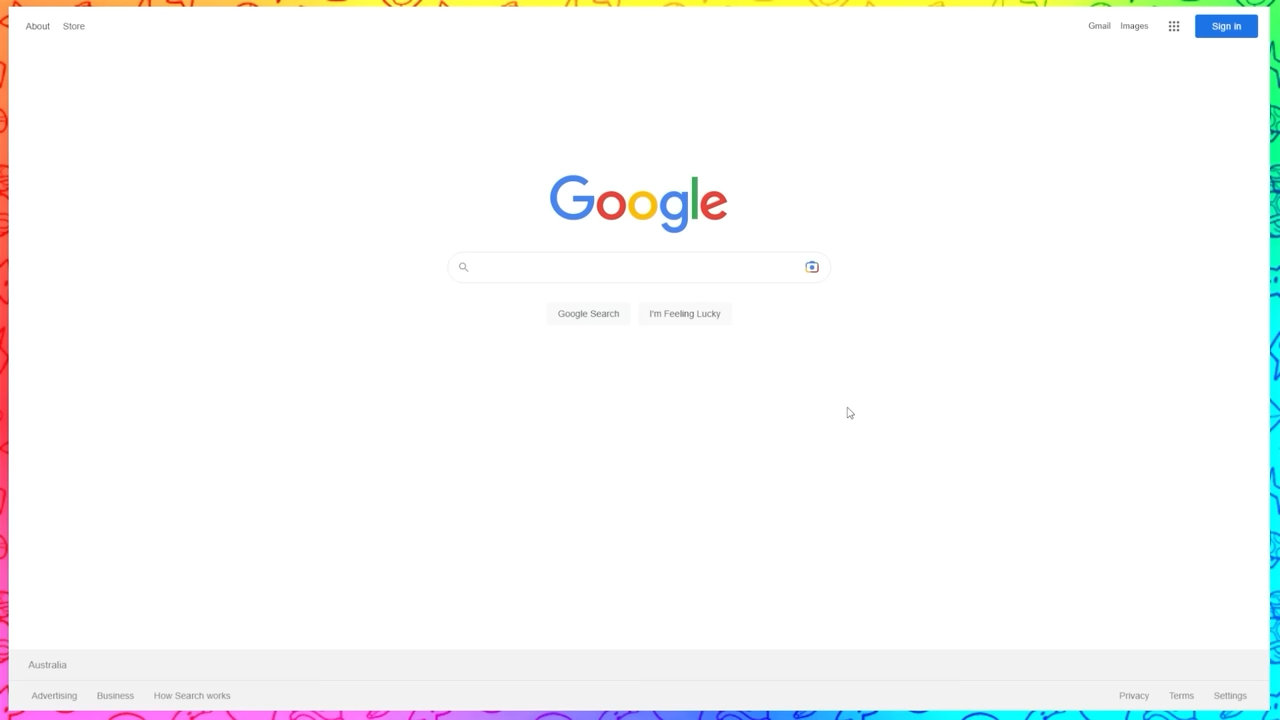 About Store Gmail Images Sign in
Google
Google Search I'm Feeling Lucky
Australia
Advertising Business How Search works Privacy Terms Settings